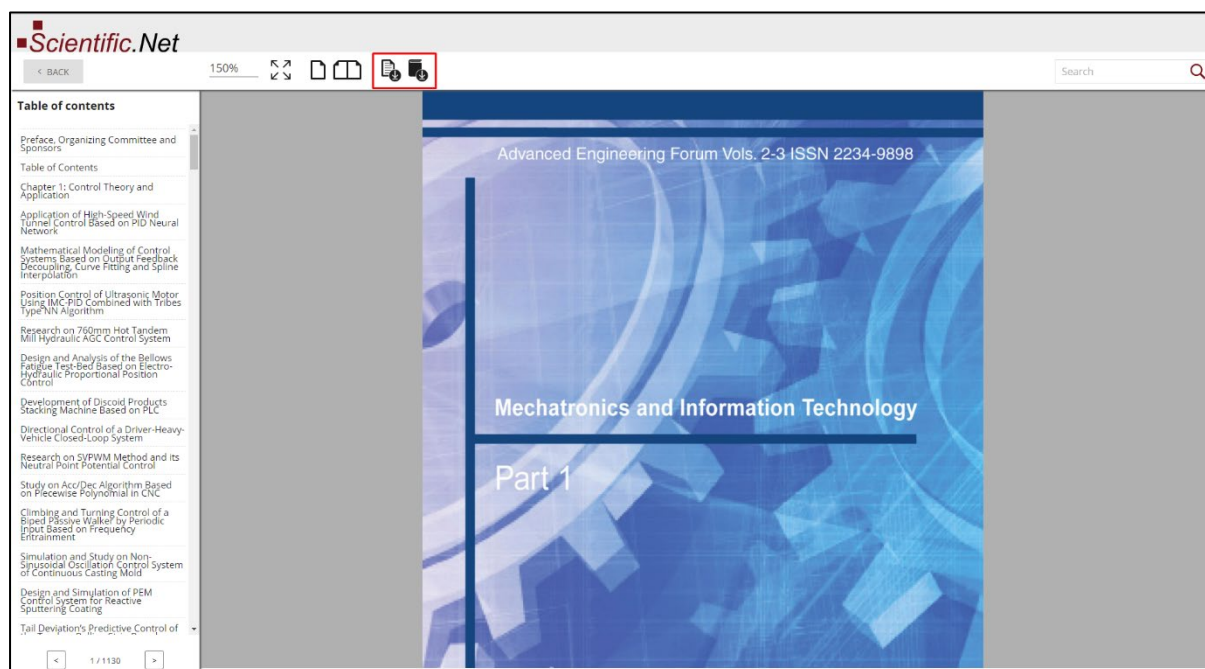 Scientific.Net
< BACK
150%
Search
Table of contents
Preface, Organizing Committee and
Sponsors
Table of Contents
Chapter 1: Control Theory and
Application
Application of High-Speed Wind
Tunnel Control Based on PID Neural
Network
Mathematical Modeling of Control
Systems Based on Output Feedback
Decoupling, Curve Fitting and Spline
Interpolation
Position Control of Ultrasonic Motor
Using IMC-PID Combined with Tribes
Type NN Algorithm
Research on 760mm Hot Tandem
Mill Hydraulic AGC Control System
Design and Analysis of the Bellows
Fatigue Test-Bed Based on Electro-
Hydraulic Proportional Position
Control
Development of Discoid Products
Stacking Machine Based on PLC
Directional Control of a Driver-Heavy-
Vehicle Closed-Loop System
Research on SVPWM Method and its
Neutral Point Potential Control
Study on Acc/Dec Algorithm Based
on Piecewise Polynomial in CNC
Climbing and Turning Control of a
Biped Passive Walker by Periodic
Input Based on Frequency
Entrainment
Simulation and Study on Non-
Sinusoidal Oscillation Control System
of Continuous Casting Mold
Design and Simulation of PEM
Control System for Reactive
Sputtering Coating
Tail Deviation's Predictive Control of
< 1 / 1130 >
Advanced Engineering Forum Vols. 2-3 ISSN 2234-9898
Mechatronics and Information Technology
Part 1